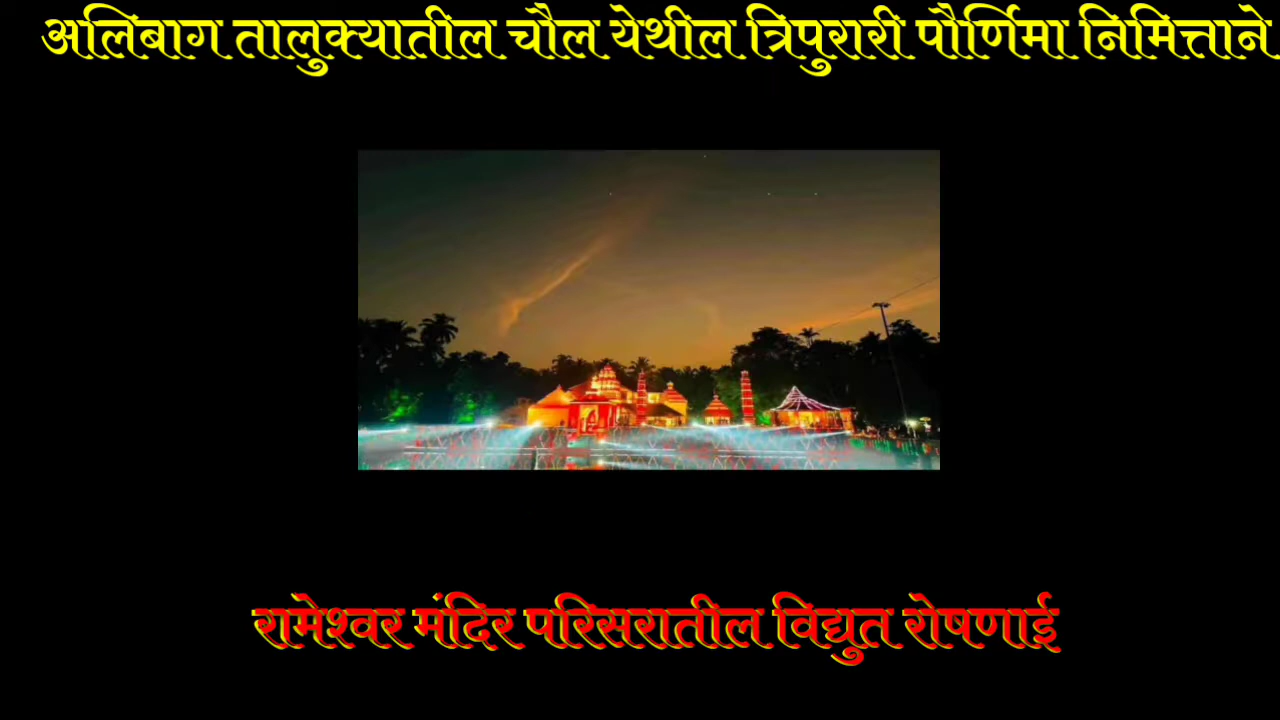 अलिबाग तालुक्यातील चौल येथील त्रिपुरारी पौर्णिमा निमित्ताने
रामेश्वर मंदिर परिसरातील विद्युत रोषणाई